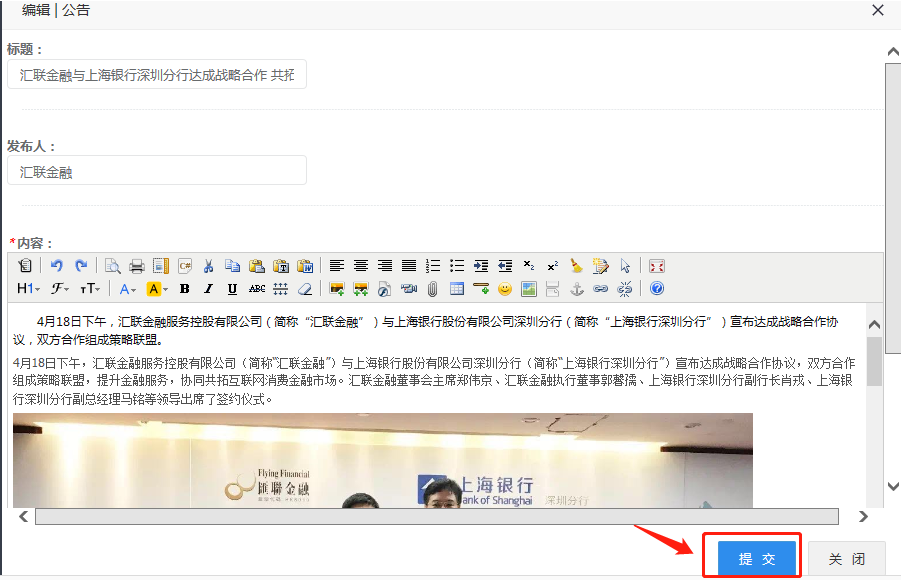 编辑 | 公告
标题：
汇联金融与上海银行深圳分行达成战略合作 共拓
发布人：
汇联金融
*内容：
H1 F TT A A B I U ABC
4月18日下午，汇联金融服务控股有限公司（简称“汇联金融”）与上海银行股份有限公司深圳分行（简称“上海银行深圳分行”）宣布达成战略合作协
议，双方合作组成策略联盟。
4月18日下午，汇联金融服务控股有限公司（简称“汇联金融”）与上海银行股份有限公司深圳分行（简称“上海银行深圳分行”）宣布达成战略合作协议，双方合作
组成策略联盟，提升金融服务，协同共拓互联网消费金融市场。汇联金融董事会主席郑伟京、汇联金融执行董事郭、上海银行深圳分行副行长肖戎、上海银
行深圳分行副总经理马铭等领导出席了签约仪式。
Flying Financial
匯聯金融
上海银行
Bank of Shanghai 深圳分行
提 交
关 闭